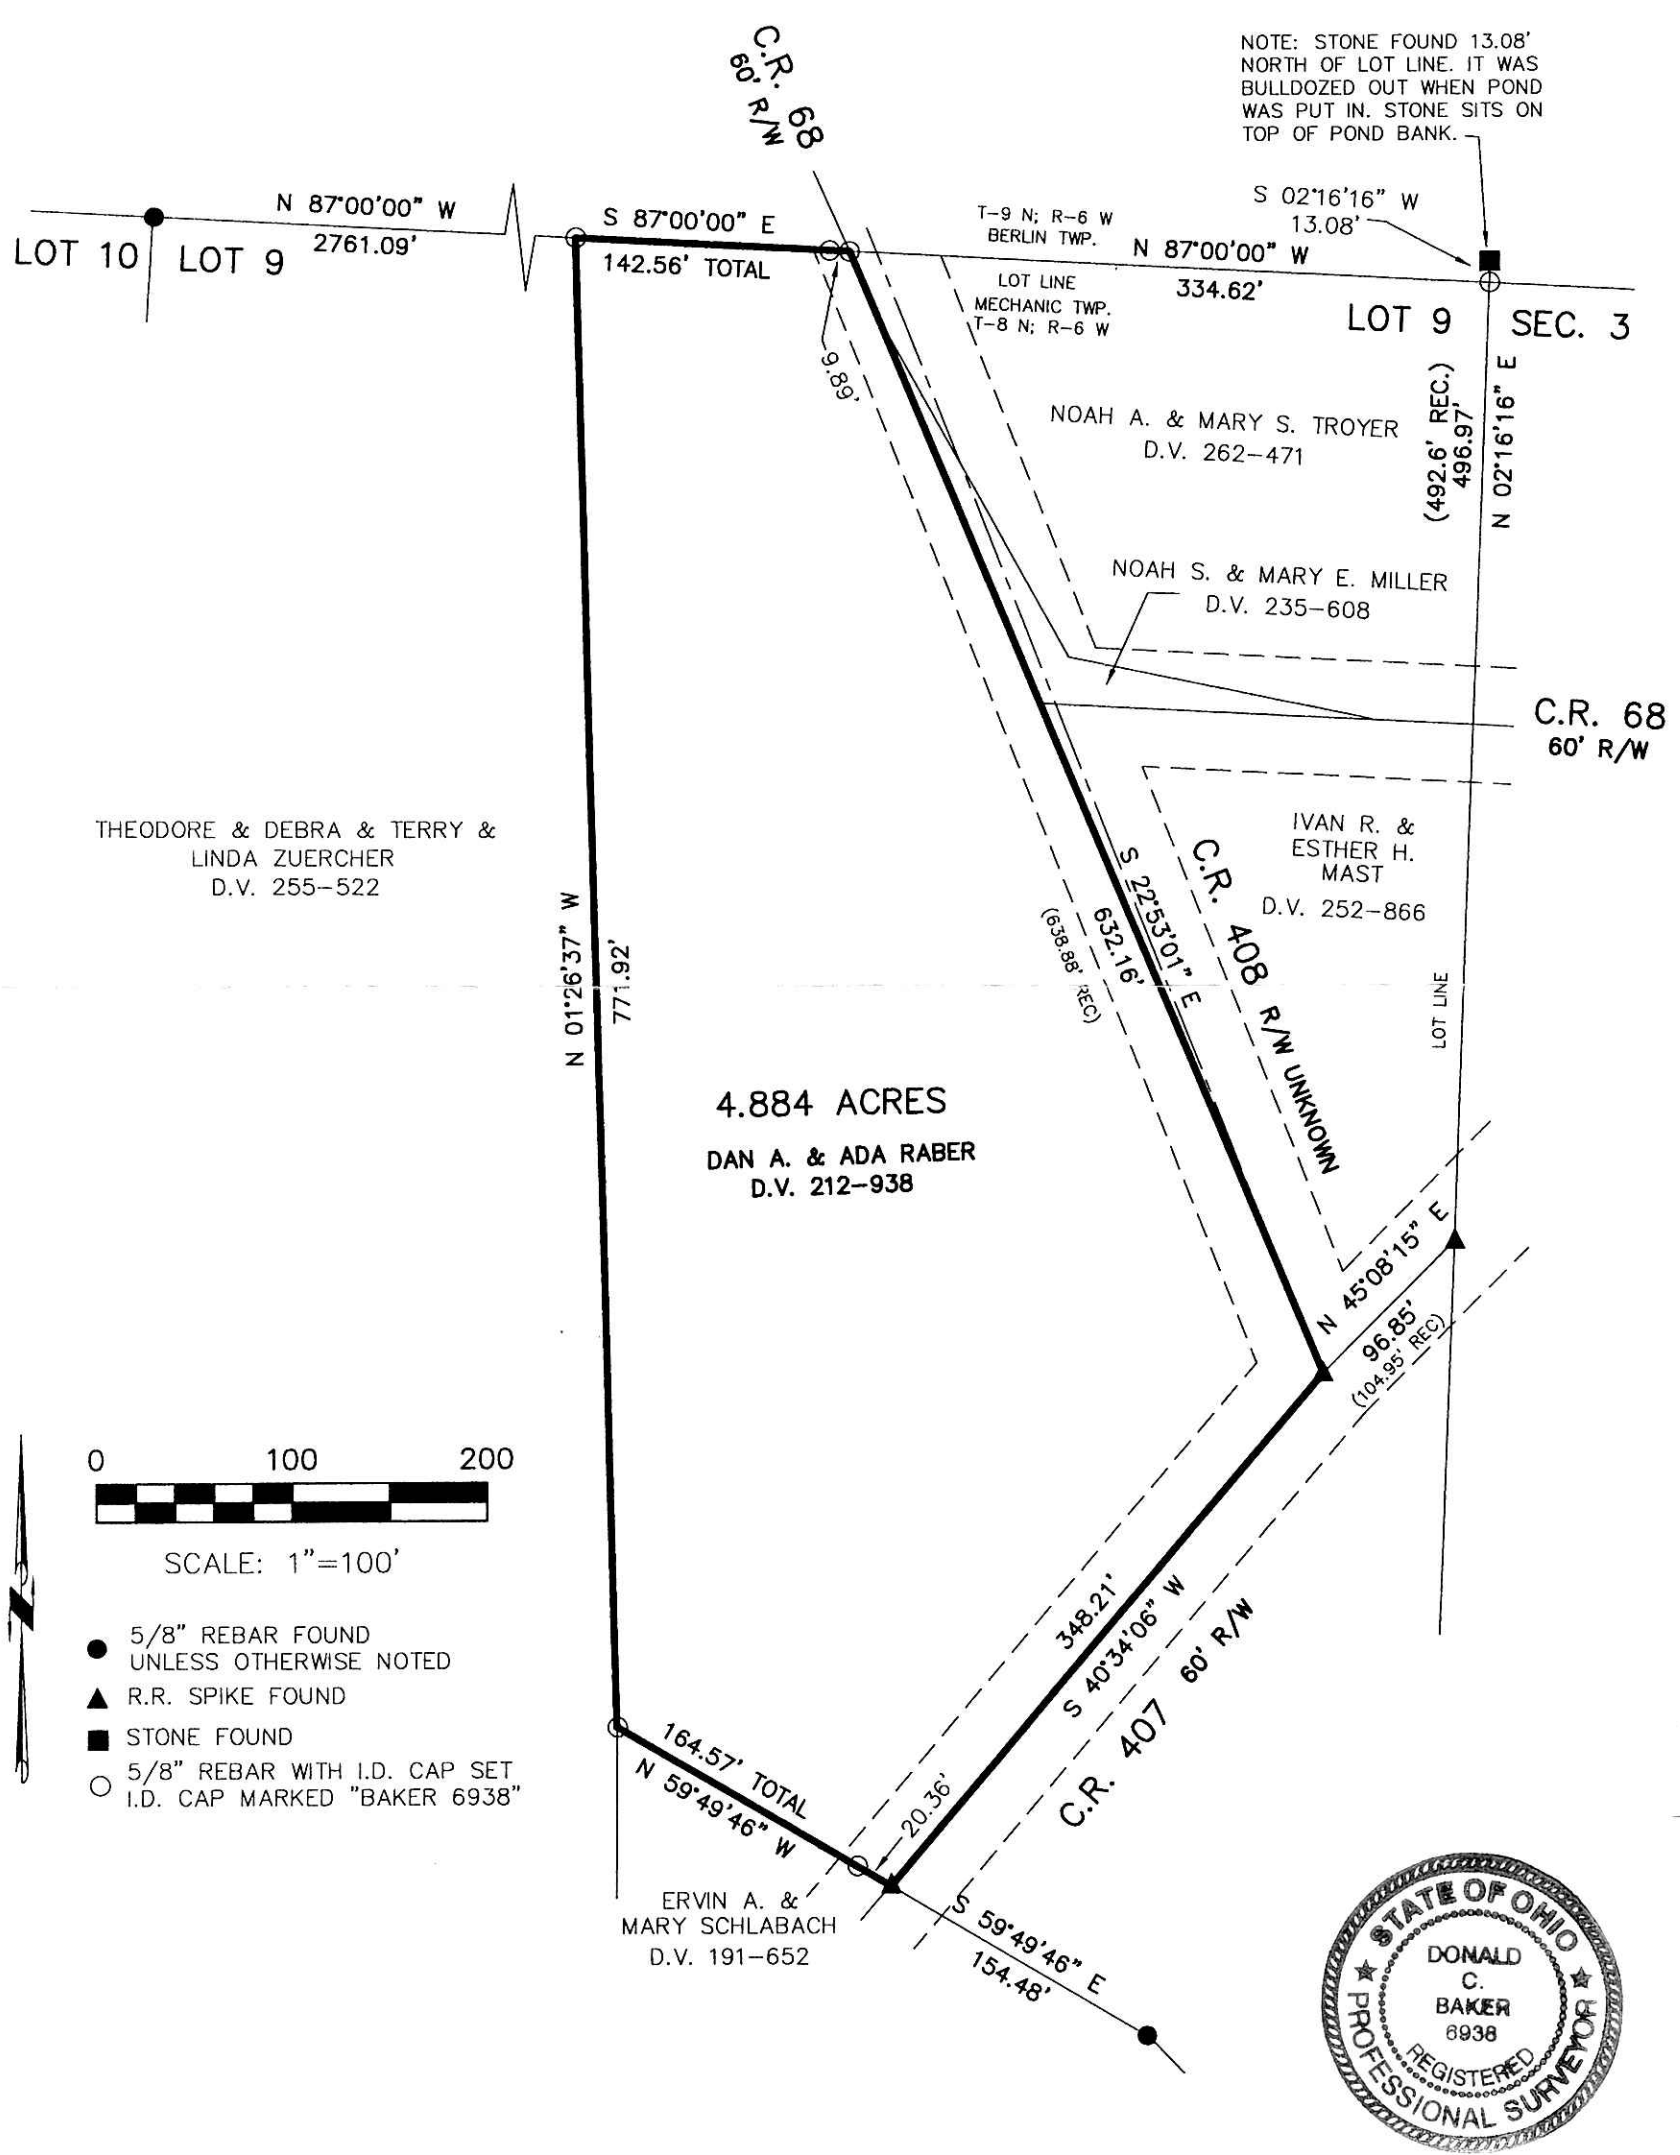 C.R. 68
60' R/W
NOTE: STONE FOUND 13.08'
NORTH OF LOT LINE. IT WAS
BULLDOZED OUT WHEN POND
WAS PUT IN. STONE SITS ON
TOP OF POND BANK.
N 87°00'00" W
2761.09'
LOT 10
LOT 9
S 87°00'00" E
142.56' TOTAL
9.89'
T-9 N; R-6 W
BERLIN TWP.
LOT LINE
MECHANIC TWP.
T-8 N; R-6 W
N 87°00'00" W
334.62'
S 02°16'16" W
13.08'
LOT 9
SEC. 3
(492.6' REC.)
496.97'
N 02°16'16" E
NOAH A. & MARY S. TROYER
D.V. 262-471
NOAH S. & MARY E. MILLER
D.V. 235-608
C.R. 68
60' R/W
THEODORE & DEBRA & TERRY &
LINDA ZUERCHER
D.V. 255-522
N 01°26'37" W
771.92'
S 22°53'01" E
632.16'
(638.88' REC)
C.R. 408 R/W UNKNOWN
IVAN R. &
ESTHER H.
MAST
D.V. 252-866
LOT LINE
4.884 ACRES
DAN A. & ADA RABER
D.V. 212-938
N 45°08'15" E
96.85'
(104.95' REC)
0 100 200
SCALE: 1"=100'
N
5/8" REBAR FOUND
UNLESS OTHERWISE NOTED
R.R. SPIKE FOUND
STONE FOUND
5/8" REBAR WITH I.D. CAP SET
I.D. CAP MARKED "BAKER 6938"
348.21'
S 40°34'06" W
C.R. 407 60' R/W
164.57' TOTAL
N 59°49'46" W
20.36'
ERVIN A. &
MARY SCHLABACH
D.V. 191-652
S 59°49'46" E
154.48'
STATE OF OHIO
DONALD
C.
BAKER
6938
REGISTERED
PROFESSIONAL SURVEYOR